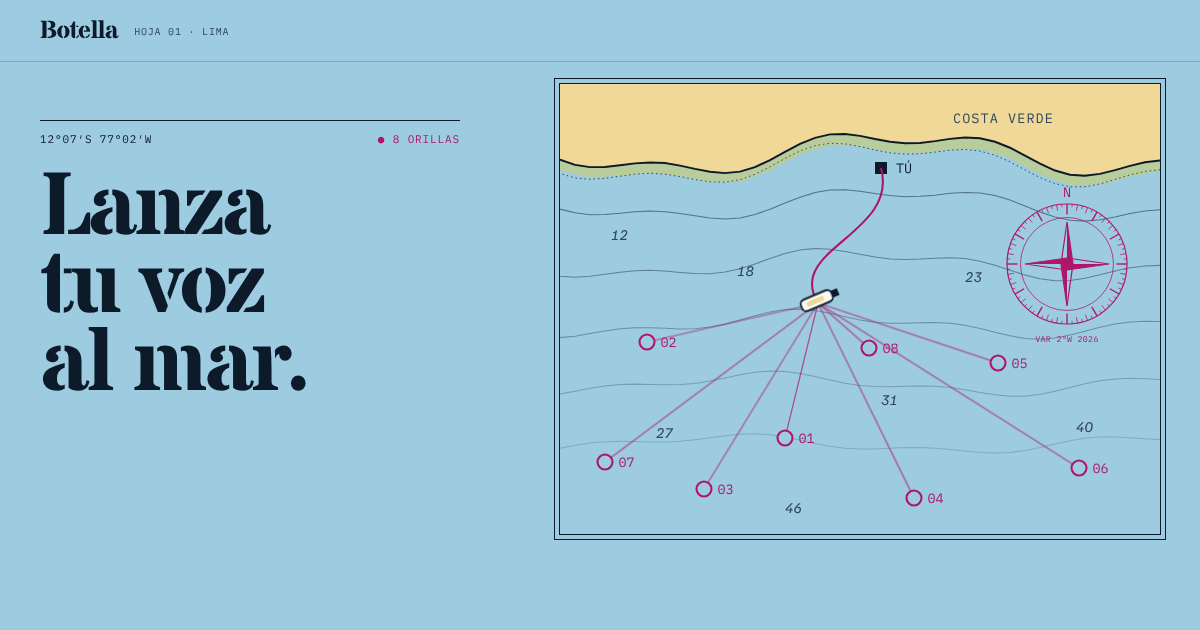 Botella
HOJA 01 · LIMA
12°07'S 77°02'W
8 ORILLAS
Lanza
tu voz
al mar.
COSTA VERDE
TÚ
N
12
18
23
VAR 2°W 2026
02
08
05
31
27
01
40
07
03
04
06
46